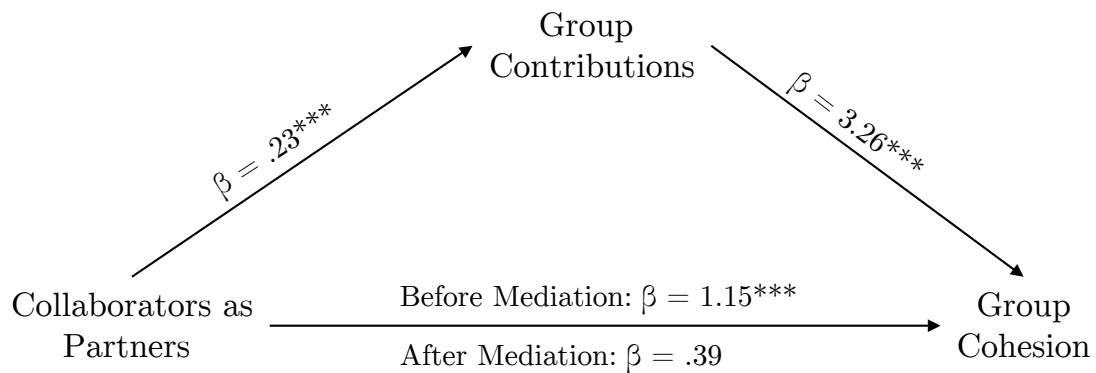 Group
Contributions
β = .23***
β = 3.26***
Collaborators as
Partners
Before Mediation: β = 1.15***
After Mediation: β = .39
Group
Cohesion